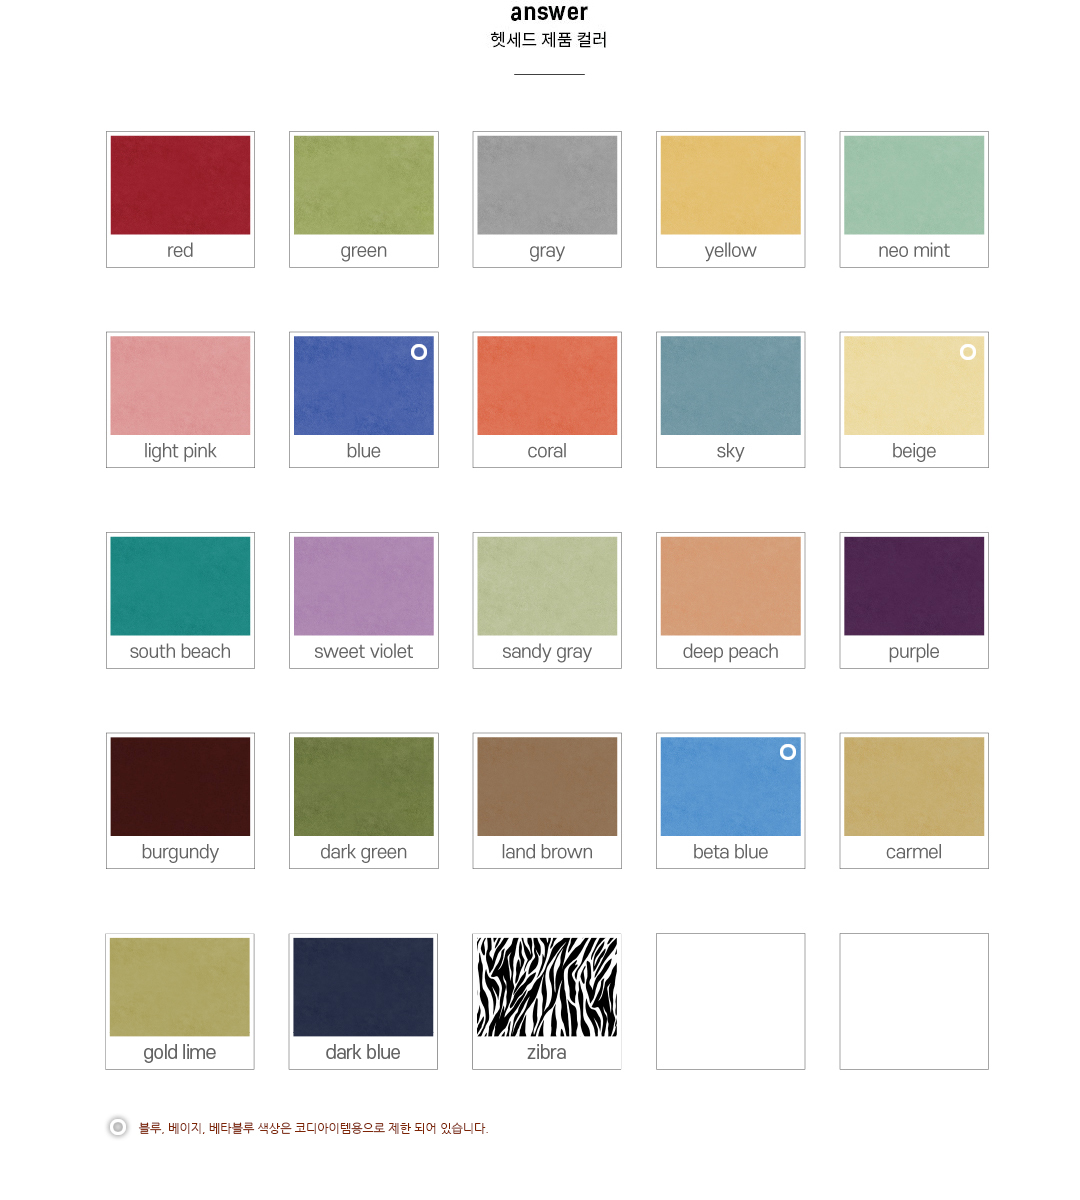 answer
헷세드 제품 컬러
red
green
gray
yellow
neo mint
light pink
blue
coral
sky
beige
south beach
sweet violet
sandy gray
deep peach
purple
burgundy
dark green
land brown
beta blue
carmel
gold lime
dark blue
zibra
블루, 베이지, 베타블루 색상은 코디아이템용으로 제한 되어 있습니다.